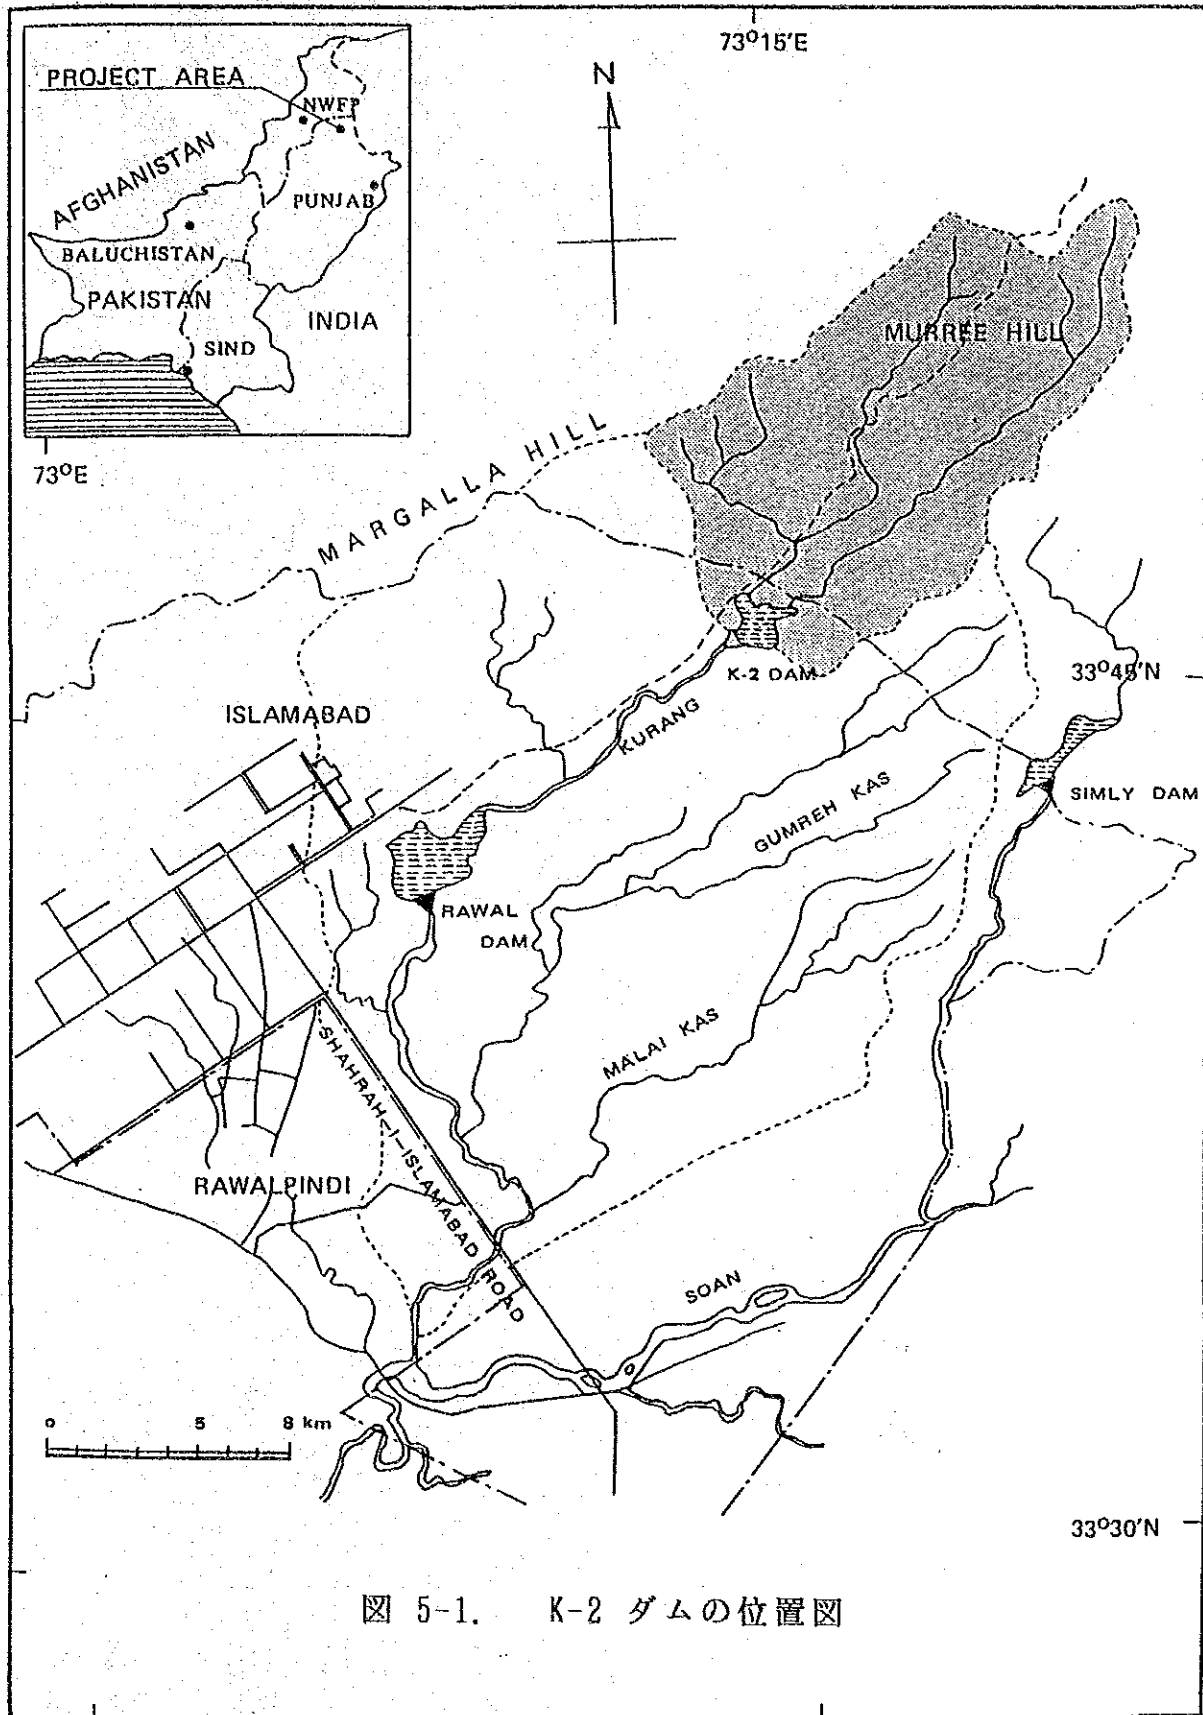 73°15'E
PROJECT AREA
N
NWFP
AFGHANISTAN
PUNJAB
BALUCHISTAN
PAKISTAN
INDIA
SIND
73°E
MURREE HILL
MARGALLA HILL
K-2 DAM
33°45'N
ISLAMABAD
KURANG
SIMLY DAM
GUMREH KAS
RAWAL
DAM
MALAI KAS
SHAHRAH-I-ISLAMABAD ROAD
RAWALPINDI
SOAN
0 5 8 km
33°30'N
図 5-1. K-2 ダムの位置図